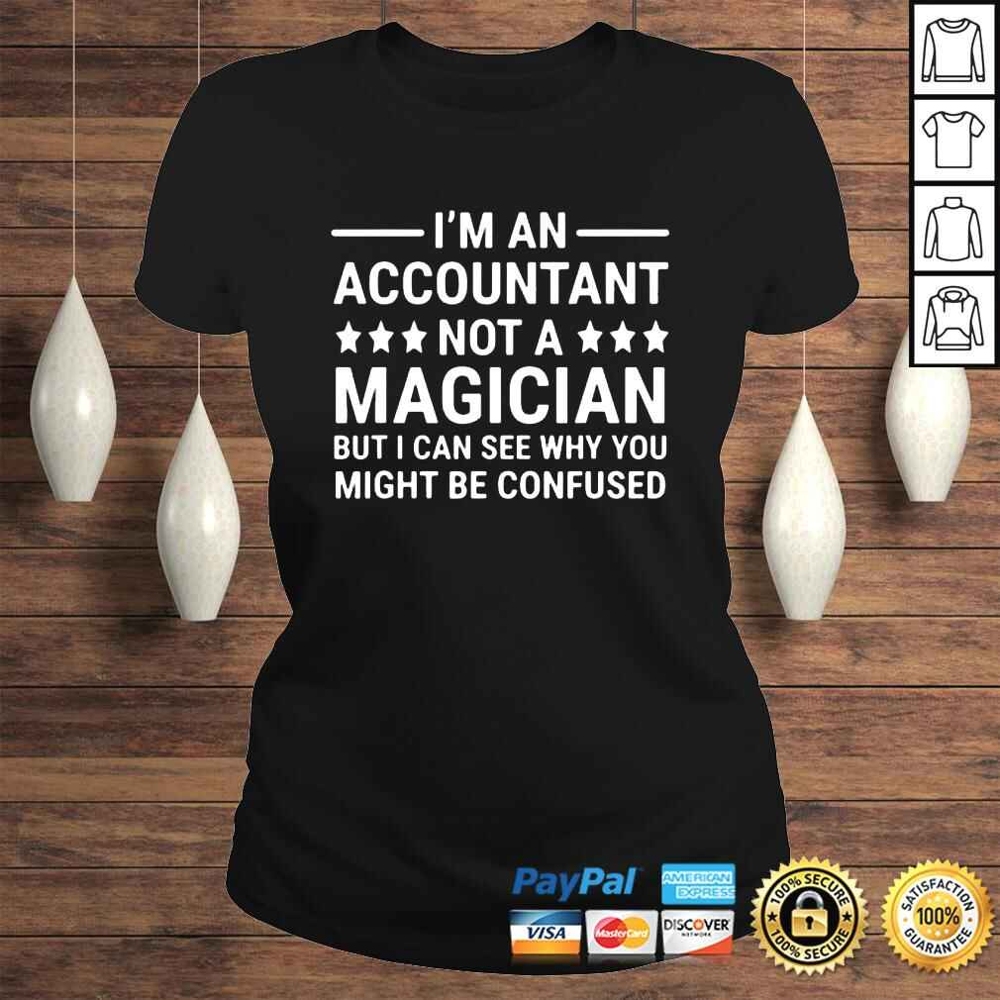 I'M AN
ACCOUNTANT
★★★ NOT A ★★★
MAGICIAN
BUT I CAN SEE WHY YOU
MIGHT BE CONFUSED
PayPal
AMERICAN
EXPRESS
VISA
MasterCard
DISCOVER
NETWORK
100% SECURE
100% SECURE
SATISFACTION
100%
GUARANTEE